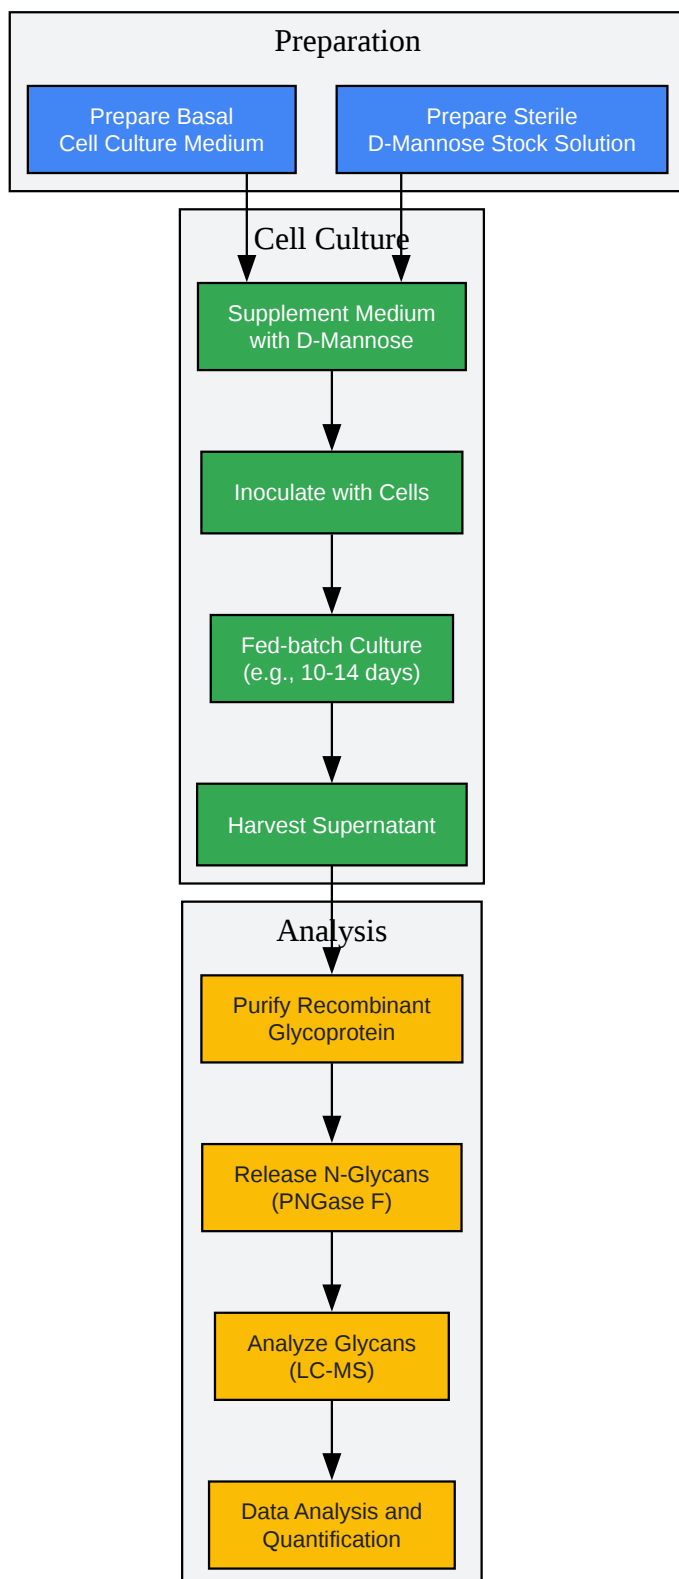 Preparation
Prepare Basal
Cell Culture Medium
Prepare Sterile
D-Mannose Stock Solution
Cell Culture
Supplement Medium
with D-Mannose
Inoculate with Cells
Fed-batch Culture
(e.g., 10-14 days)
Harvest Supernatant
Analysis
Purify Recombinant
Glycoprotein
Release N-Glycans
(PNGase F)
Analyze Glycans
(LC-MS)
Data Analysis and
Quantification